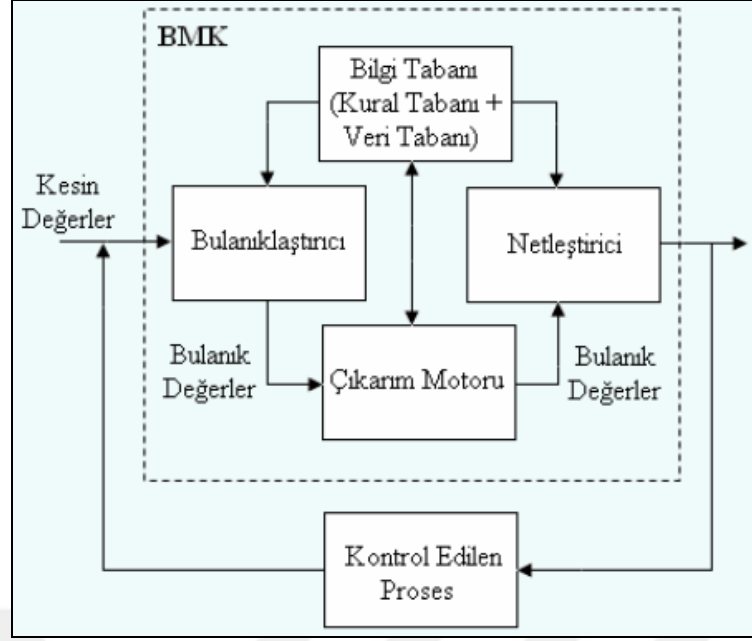 BMK
Bilgi Tabanı
(Kural Tabanı +
Veri Tabanı)
Kesin
Değerler
Bulanıklaştırıcı
Netleştirici
Bulanık
Değerler
Çıkarım Motoru
Bulanık
Değerler
Kontrol Edilen
Proses